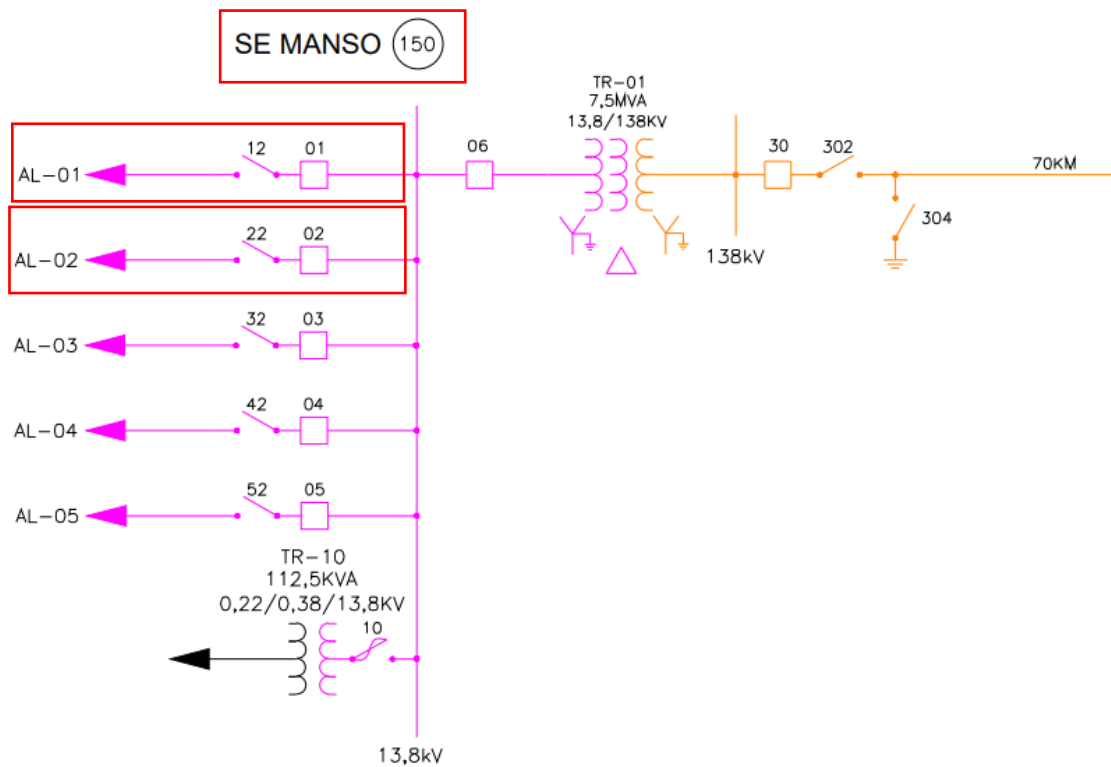 SE MANSO 150
TR-01
7,5MVA
13,8/138KV
AL-01
12
01
06
30
302
70KM
304
AL-02
22
02
138kV
AL-03
32
03
AL-04
42
04
AL-05
52
05
TR-10
112,5KVA
0,22/0,38/13,8KV
10
13,8kV